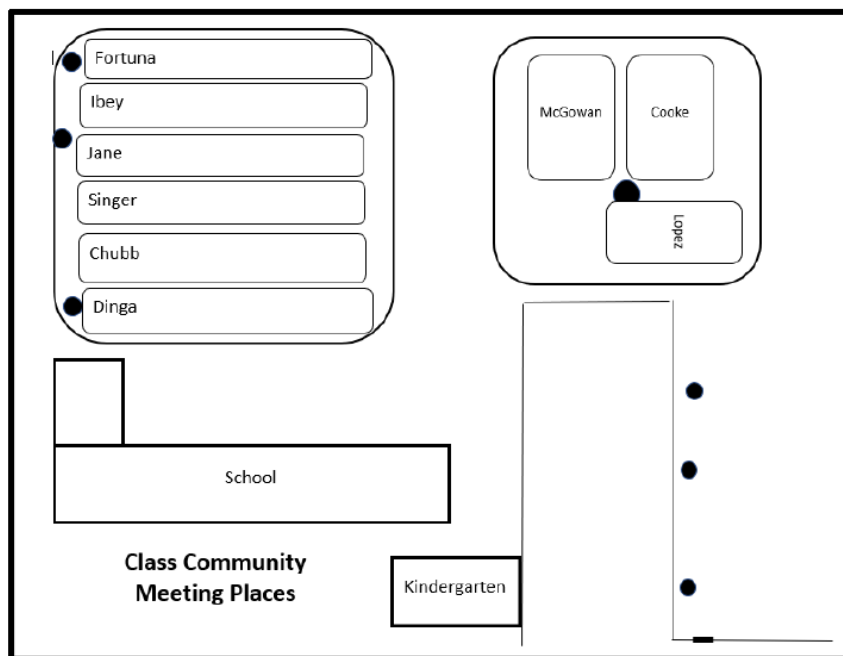 Fortuna
Ibey
Jane
Singer
Chubb
Dinga
McGowan
Cooke
Lopez
School
Class Community
Meeting Places
Kindergarten